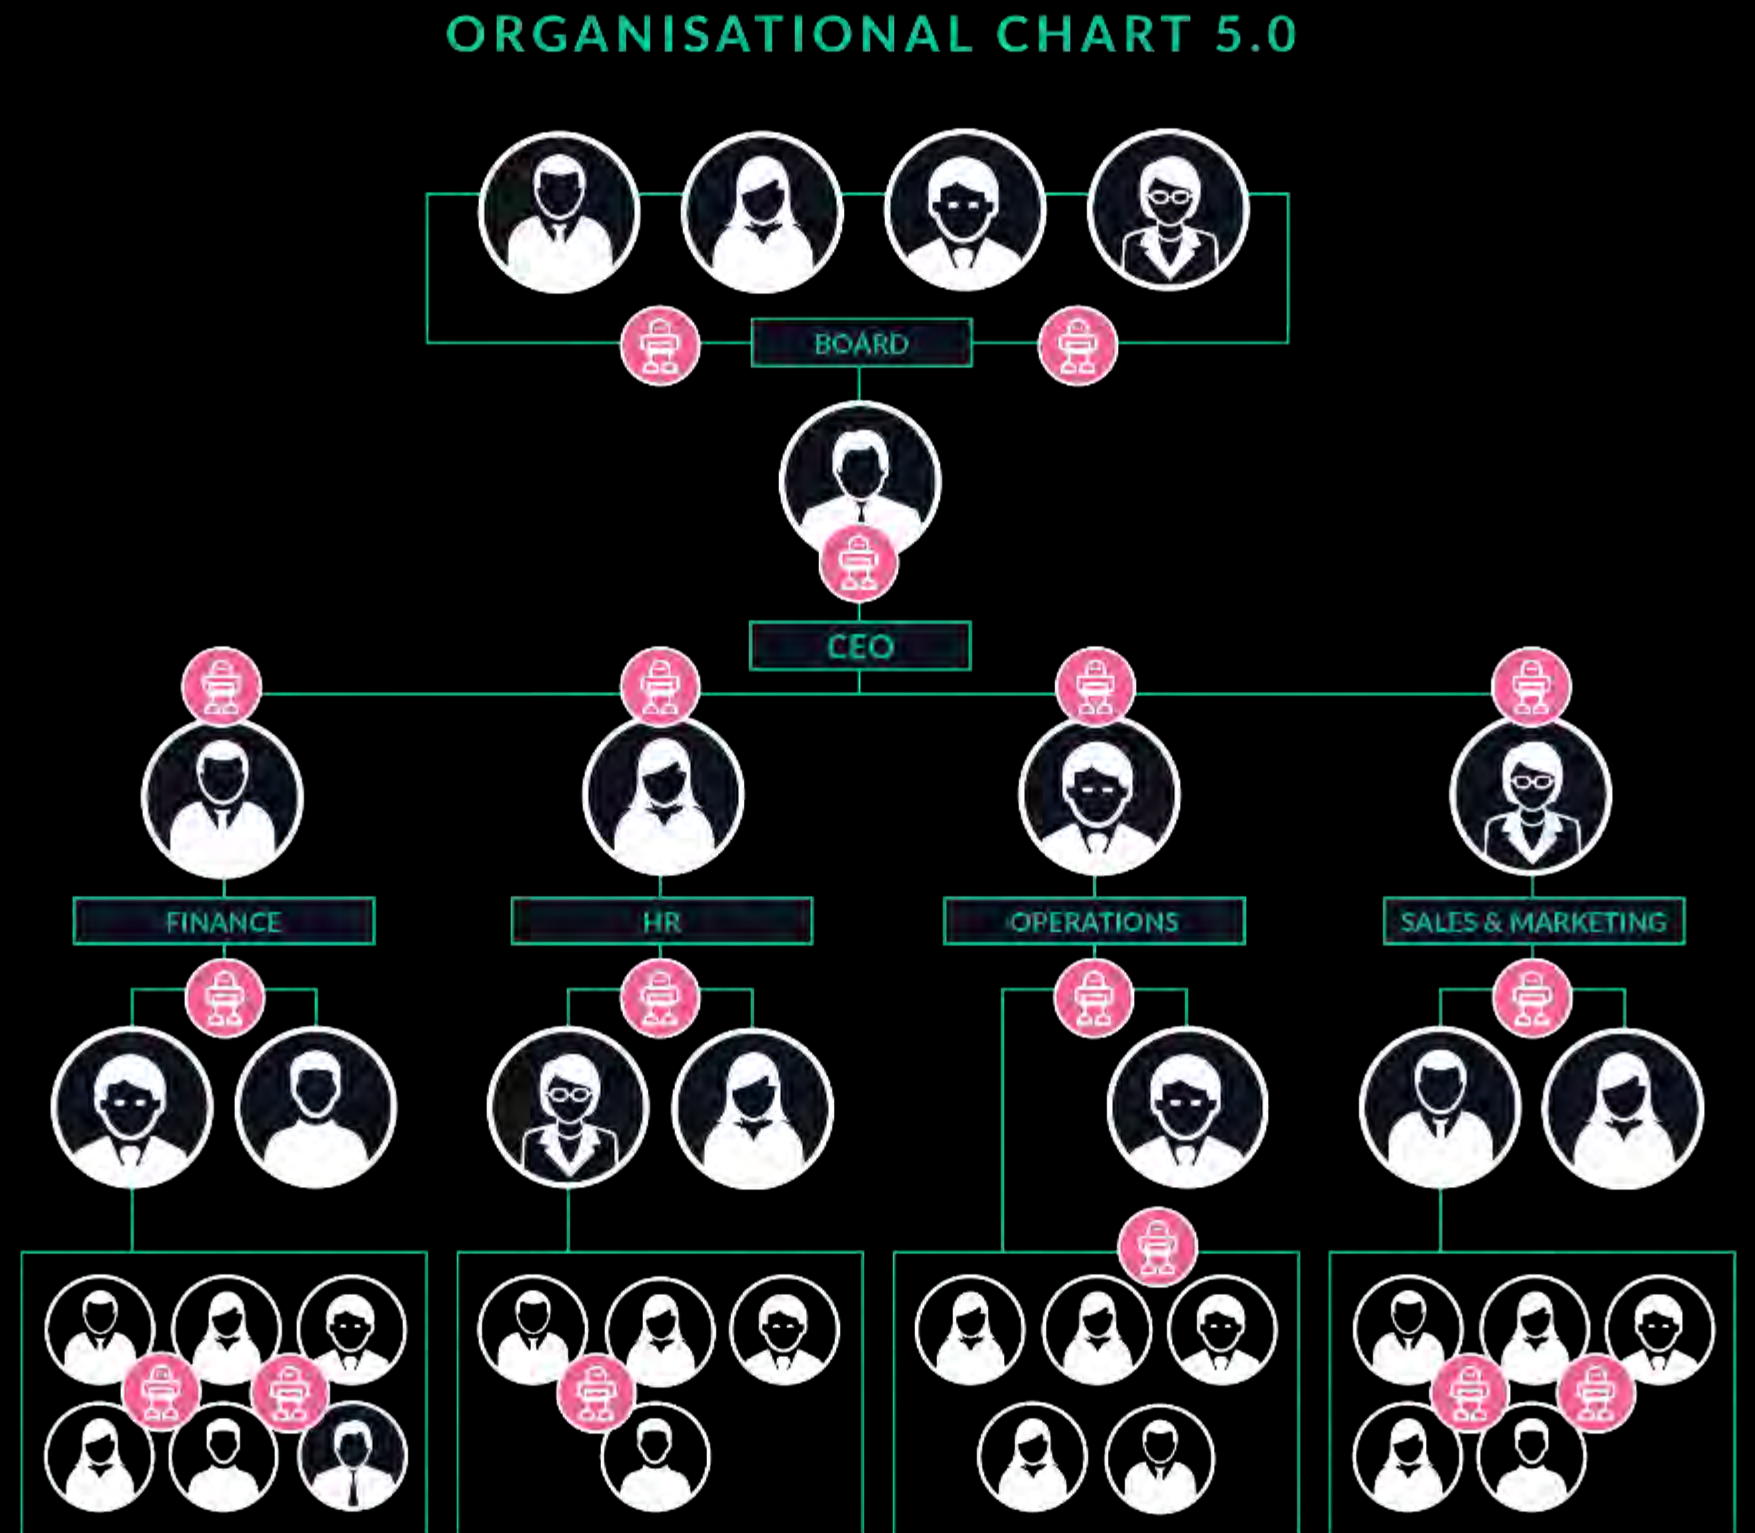 ORGANISATIONAL CHART 5.0
BOARD
CEO
FINANCE
HR
OPERATIONS
SALES & MARKETING